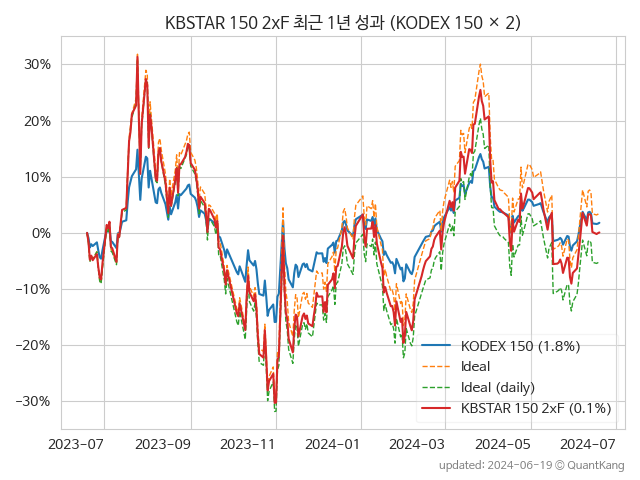 KBSTAR 150 2xF 최근 1년 성과 (KODEX 150 × 2)
30%
20%
10%
0%
−10%
−20%
−30%
KODEX 150 (1.8%)
Ideal
Ideal (daily)
KBSTAR 150 2xF (0.1%)
2023-07 2023-09 2023-11 2024-01 2024-03 2024-05 2024-07
updated: 2024-06-19 © QuantKang